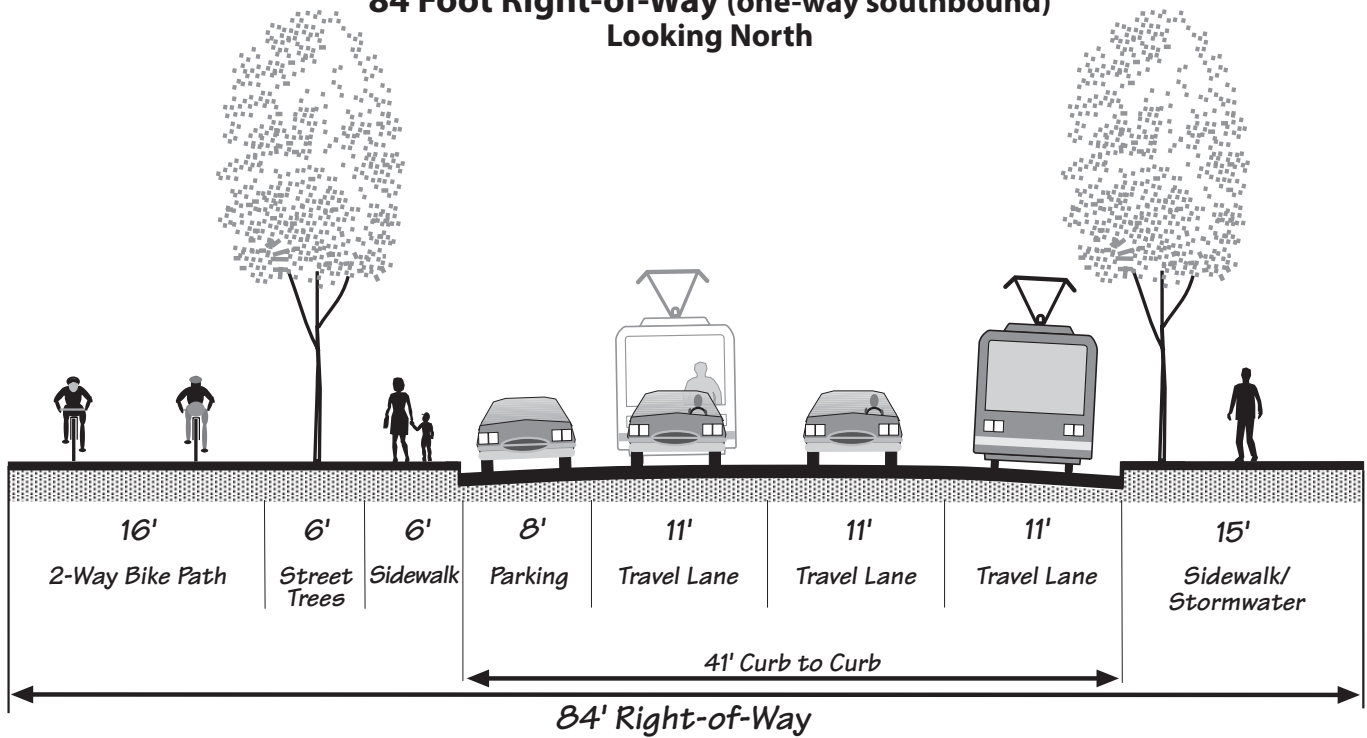 84 Foot Right-of-Way (one-way southbound)
Looking North
16'
2-Way Bike Path
6'
Street
Trees
6'
Sidewalk
8'
Parking
11'
Travel Lane
11'
Travel Lane
11'
Travel Lane
15'
Sidewalk/
Stormwater
41' Curb to Curb
84' Right-of-Way